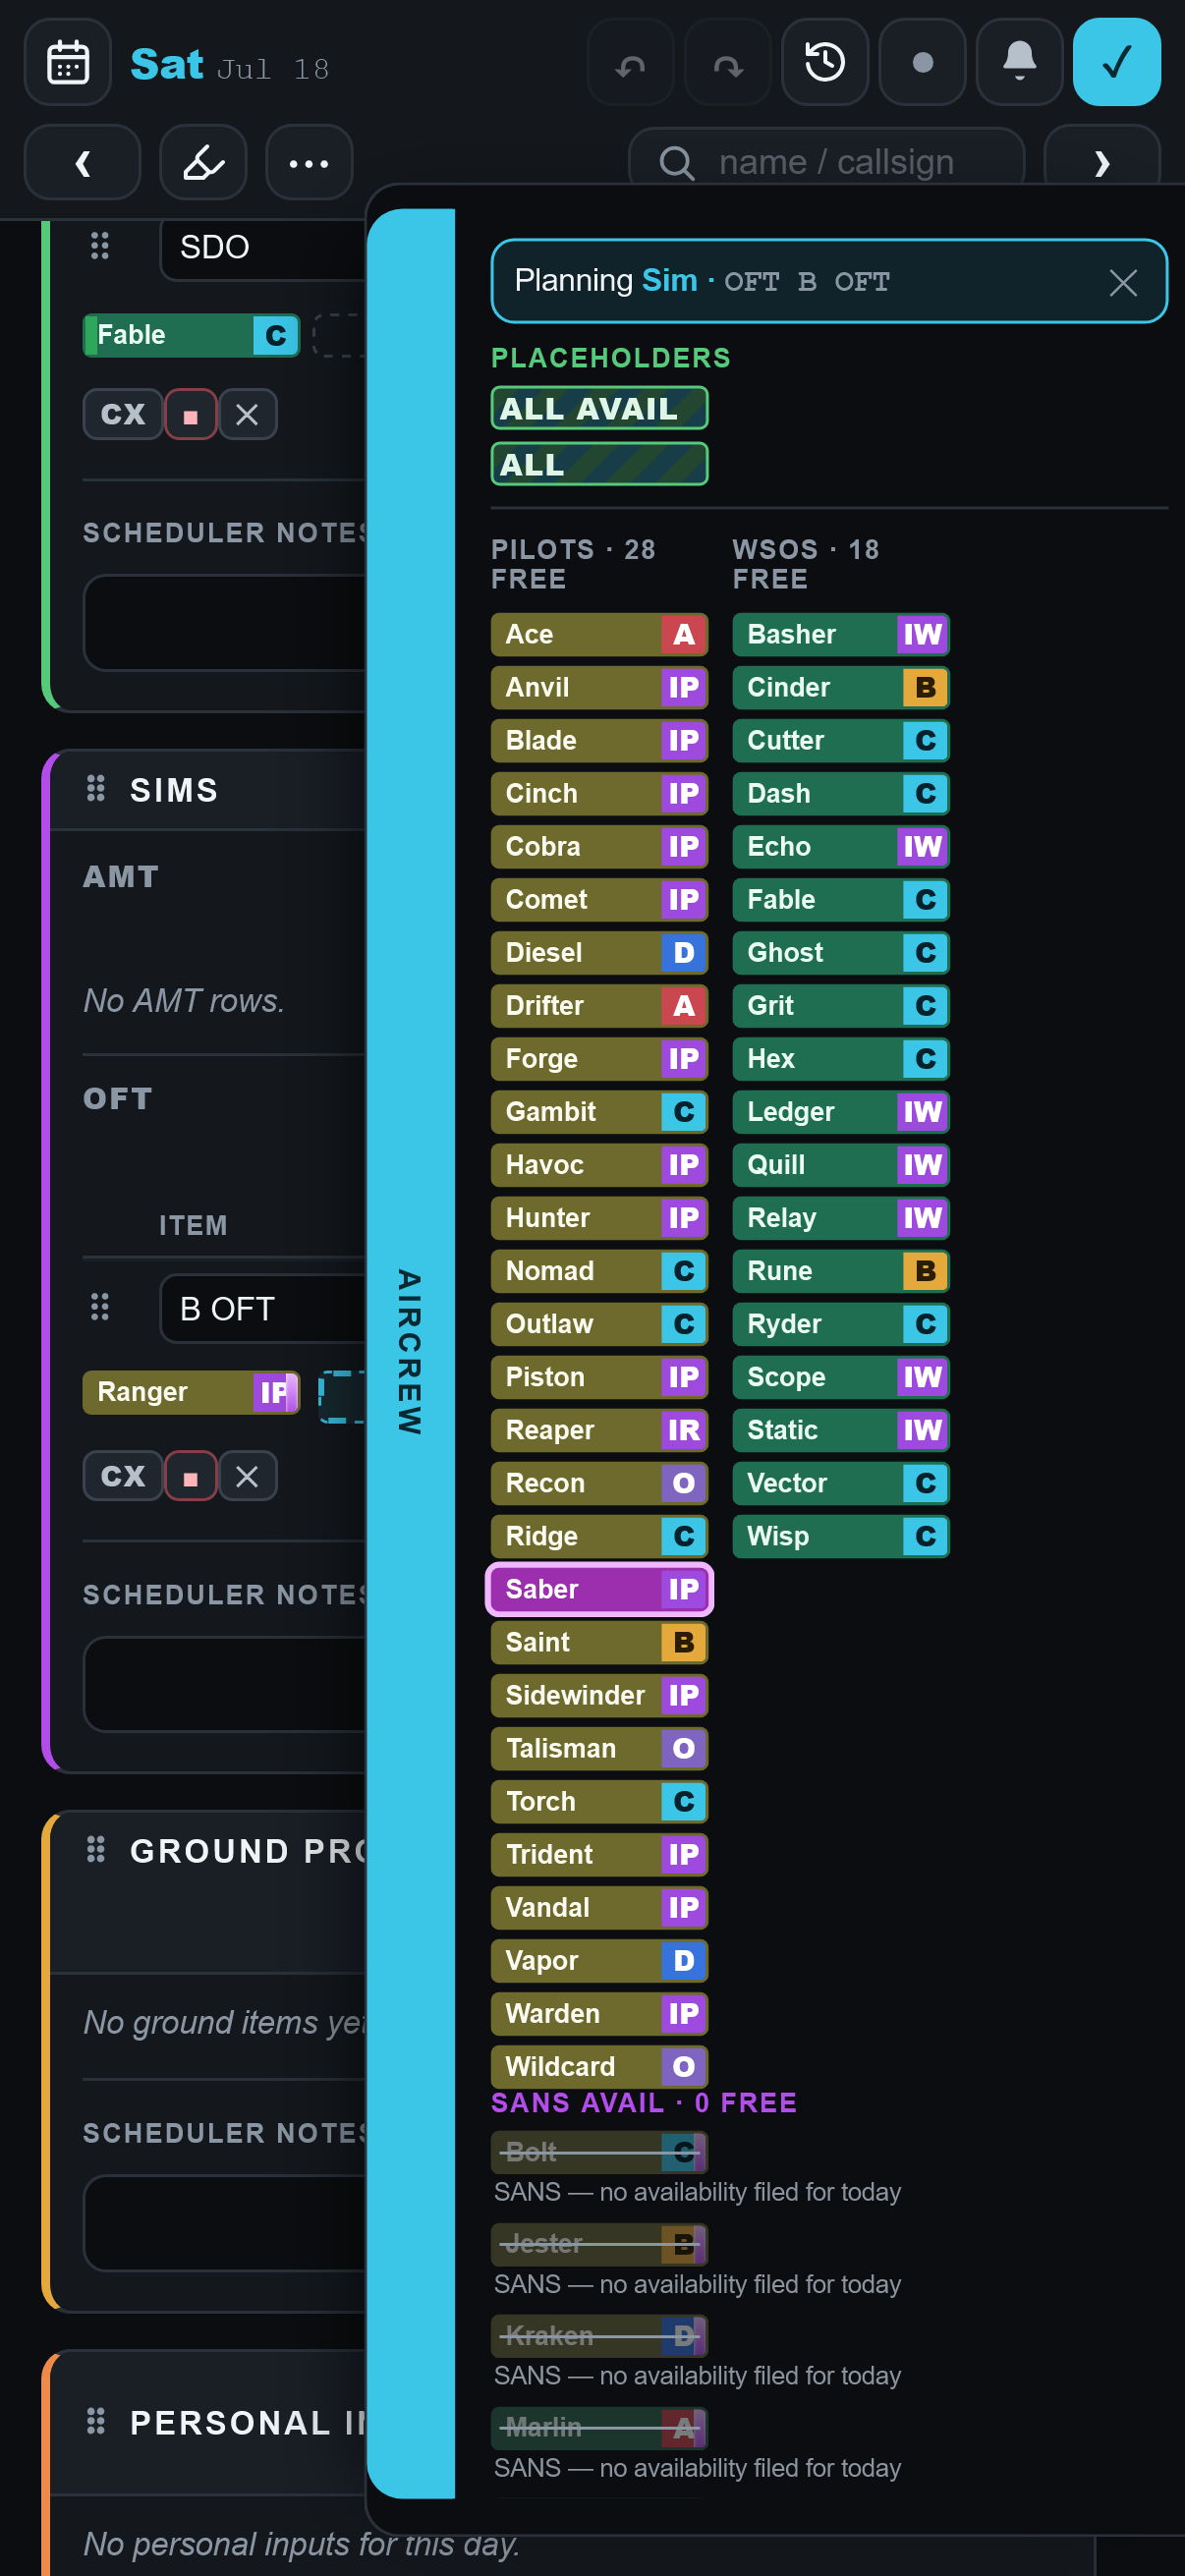 Sat Jul 18
name / callsign
SDO
Fable C
CX
SCHEDULER NOTES
SIMS
AMT
No AMT rows.
OFT
ITEM
B OFT
Ranger IP
CX
SCHEDULER NOTES
GROUND PRO
No ground items yet
SCHEDULER NOTES
PERSONAL I
No personal inputs for this day.
AIRCREW
Planning Sim · OFT B OFT
PLACEHOLDERS
ALL AVAIL
ALL
PILOTS · 28 FREE
WSOS · 18 FREE
Ace A
Anvil IP
Blade IP
Cinch IP
Cobra IP
Comet IP
Diesel D
Drifter A
Forge IP
Gambit C
Havoc IP
Hunter IP
Nomad C
Outlaw C
Piston IP
Reaper IR
Recon O
Ridge C
Saber IP
Saint B
Sidewinder IP
Talisman O
Torch C
Trident IP
Vandal IP
Vapor D
Warden IP
Wildcard O
Basher IW
Cinder B
Cutter C
Dash C
Echo IW
Fable C
Ghost C
Grit C
Hex C
Ledger IW
Quill IW
Relay IW
Rune B
Ryder C
Scope IW
Static IW
Vector C
Wisp C
SANS AVAIL · 0 FREE
Bolt C
SANS — no availability filed for today
Jester B
SANS — no availability filed for today
Kraken D
SANS — no availability filed for today
Marlin A
SANS — no availability filed for today